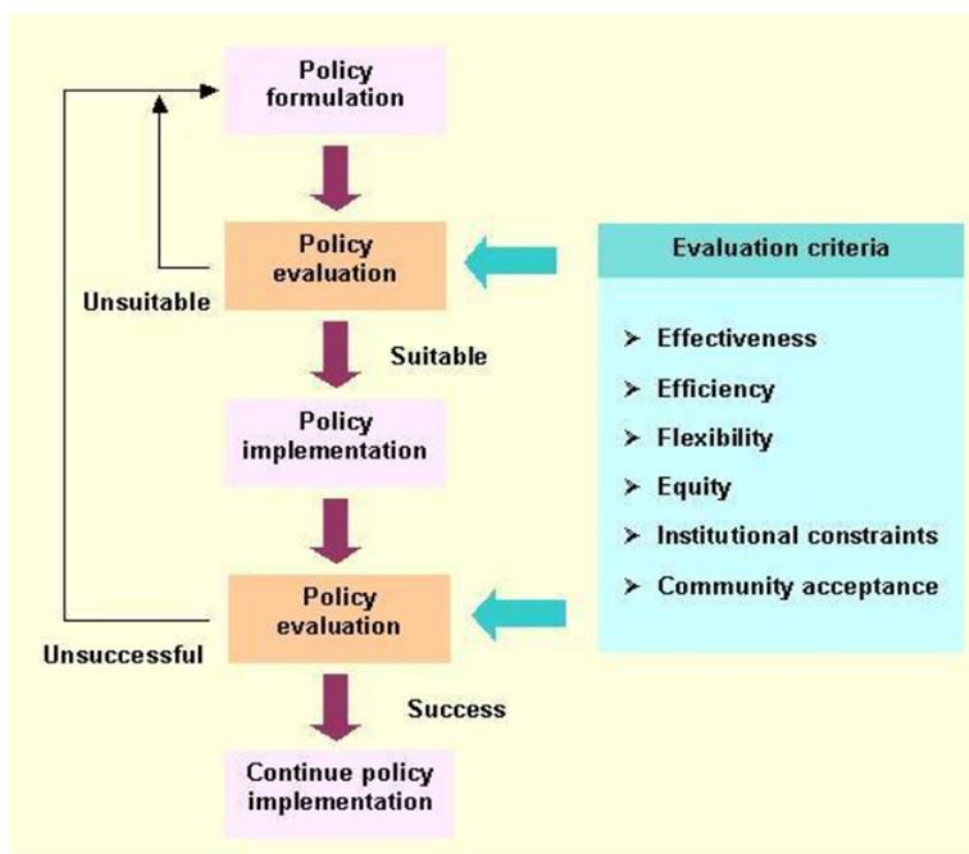 Policy
formulation
Policy
evaluation
Unsuitable
Suitable
Policy
implementation
Policy
evaluation
Unsuccessful
Success
Continue policy
implementation
Evaluation criteria
➢ Effectiveness
➢ Efficiency
➢ Flexibility
➢ Equity
➢ Institutional constraints
➢ Community acceptance